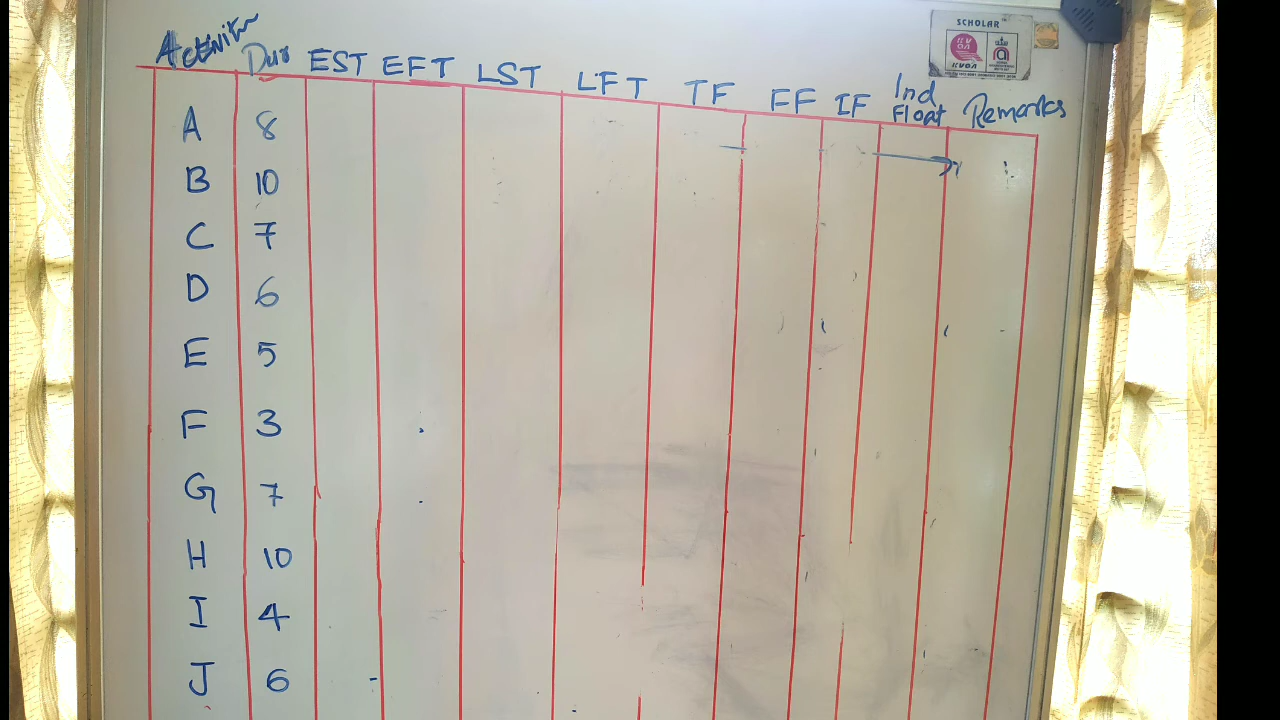 Activity Dur EST EFT LST LFT TF FF IF Ind Float Remarks
A 8
B 10
C 7
D 6
E 5
F 3
G 7
H 10
I 4
J 6
SCHOLAR
KVQA